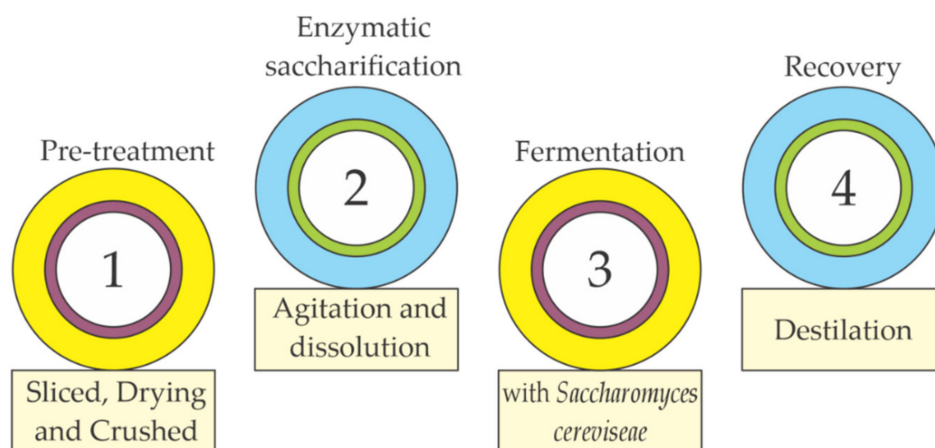 Pre-treatment
1
Sliced, Drying
and Crushed
Enzymatic
saccharification
2
Agitation and
dissolution
Fermentation
3
with Saccharomyces
cereviseae
Recovery
4
Destilation